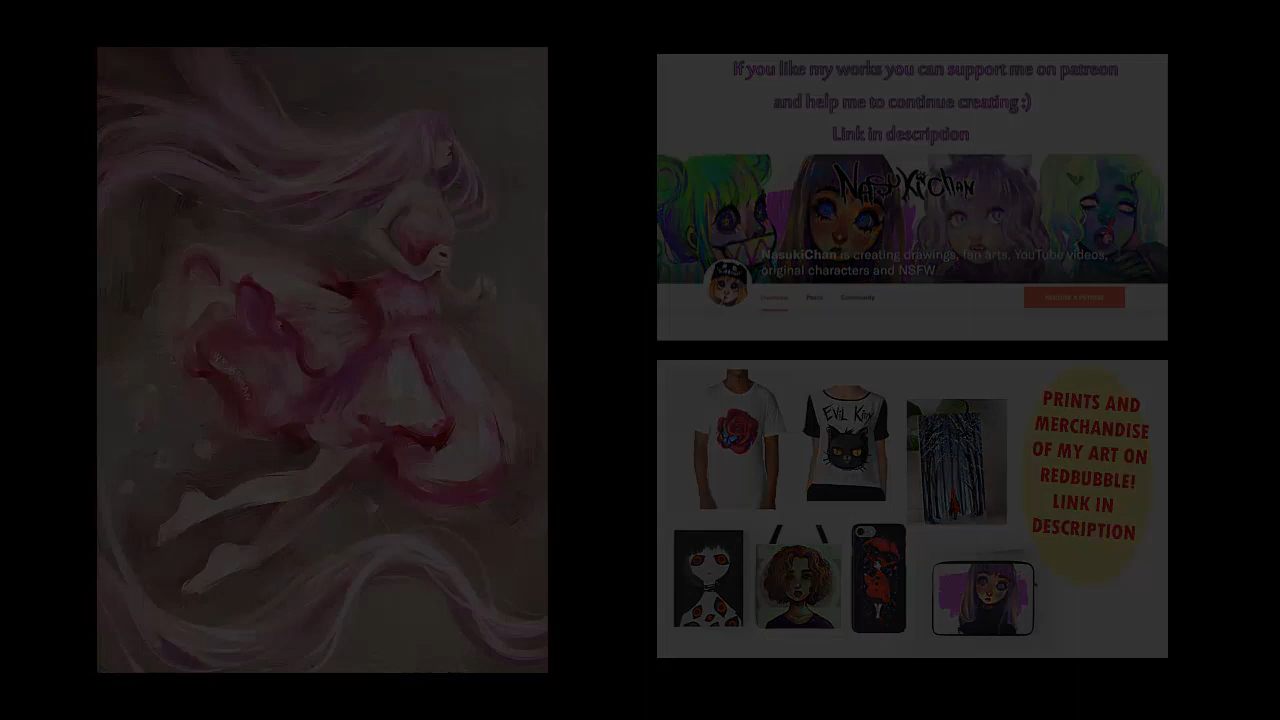 If you like my works you can support me on patreon
and help me to continue creating :)
Link in description
NASUKICHAN
NasukiChan is creating drawings, fan arts, YouTube videos,
original characters and NSFW
Posts
Community
EVIL
PRINTS AND
MERCHANDISE
OF MY ART ON
REDBUBBLE!
LINK IN
DESCRIPTION